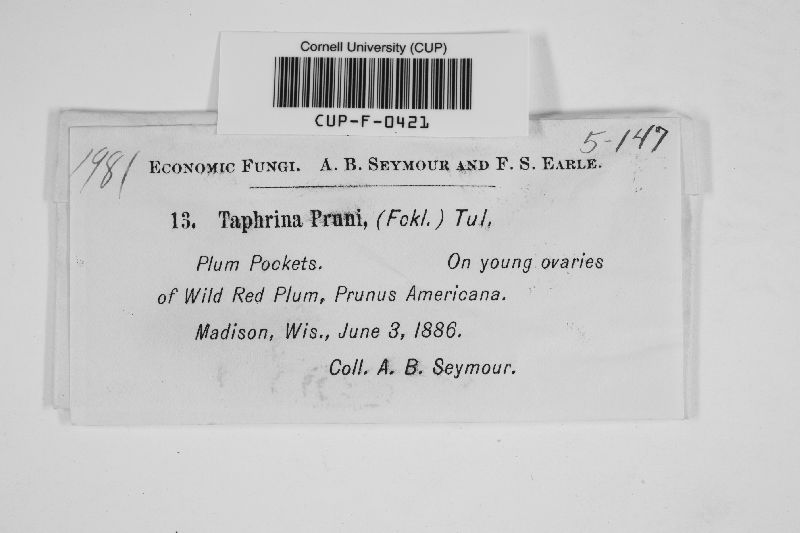 Cornell University (CUP)
CUP-F-0421
5-147
1981
ECONOMIC FUNGI. A. B. SEYMOUR AND F. S. EARLE.
13. Taphrina Pruni, (Fckl.) Tul.
Plum Pockets. On young ovaries
of Wild Red Plum, Prunus Americana.
Madison, Wis., June 3, 1886.
Coll. A. B. Seymour.